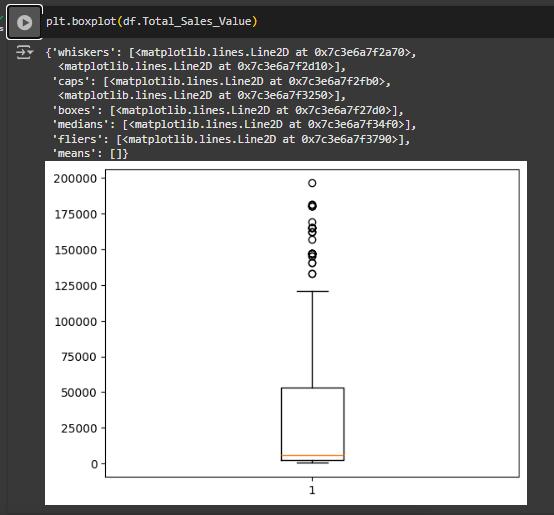 plt.boxplot(df.Total_Sales_Value)
{'whiskers': [<matplotlib.lines.Line2D at 0x7c3e6a7f2a70>,
<matplotlib.lines.Line2D at 0x7c3e6a7f2d10>],
'caps': [<matplotlib.lines.Line2D at 0x7c3e6a7f2fb0>,
<matplotlib.lines.Line2D at 0x7c3e6a7f3250>],
'boxes': [<matplotlib.lines.Line2D at 0x7c3e6a7f27d0>],
'medians': [<matplotlib.lines.Line2D at 0x7c3e6a7f34f0>],
'fliers': [<matplotlib.lines.Line2D at 0x7c3e6a7f3790>],
'means': []}
200000
175000
150000
125000
100000
75000
50000
25000
0
1